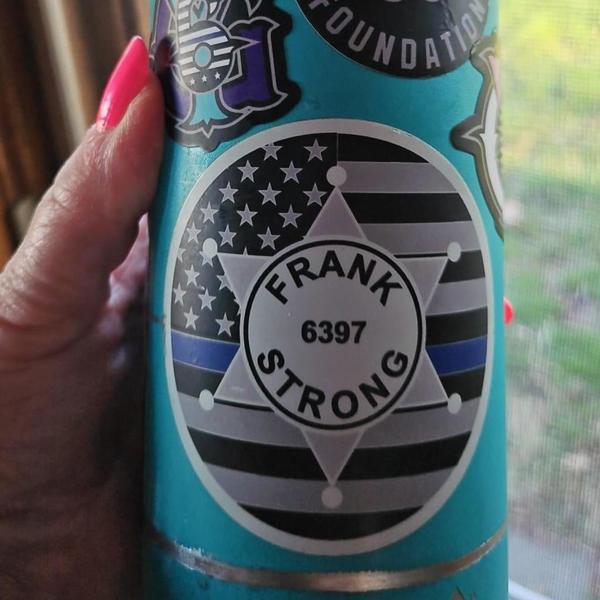 FOUNDATION
FRANK
6397
STRONG